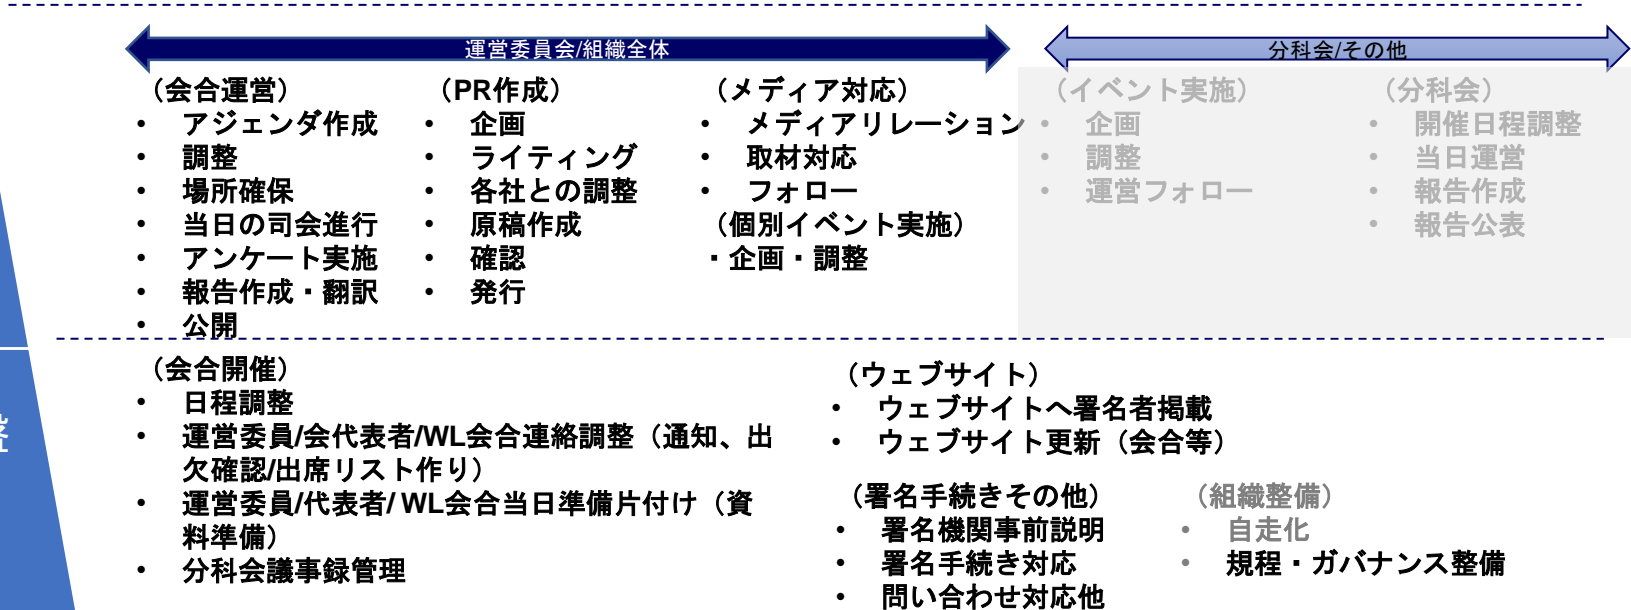 運営委員会/組織全体
分科会/その他
（会合運営）
• アジェンダ作成
• 調整
• 場所確保
• 当日の司会進行
• アンケート実施
• 報告作成・翻訳
• 公開
（PR作成）
• 企画
• ライティング
• 各社との調整
• 原稿作成
• 確認
• 発行
（メディア対応）
• メディアリレーション
• 取材対応
• フォロー
（個別イベント実施）
・企画・調整
（イベント実施）
• 企画
• 調整
• 運営フォロー
（分科会）
• 開催日程調整
• 当日運営
• 報告作成
• 報告公表
（会合開催）
• 日程調整
• 運営委員/会代表者/WL会合連絡調整（通知、出
欠確認/出席リスト作り）
• 運営委員/代表者/ WL会合当日準備片付け（資
料準備）
• 分科会議事録管理
（ウェブサイト）
• ウェブサイトへ署名者掲載
• ウェブサイト更新（会合等）
（署名手続きその他）
• 署名機関事前説明
• 署名手続き対応
• 問い合わせ対応他
（組織整備）
• 自走化
• 規程・ガバナンス整備